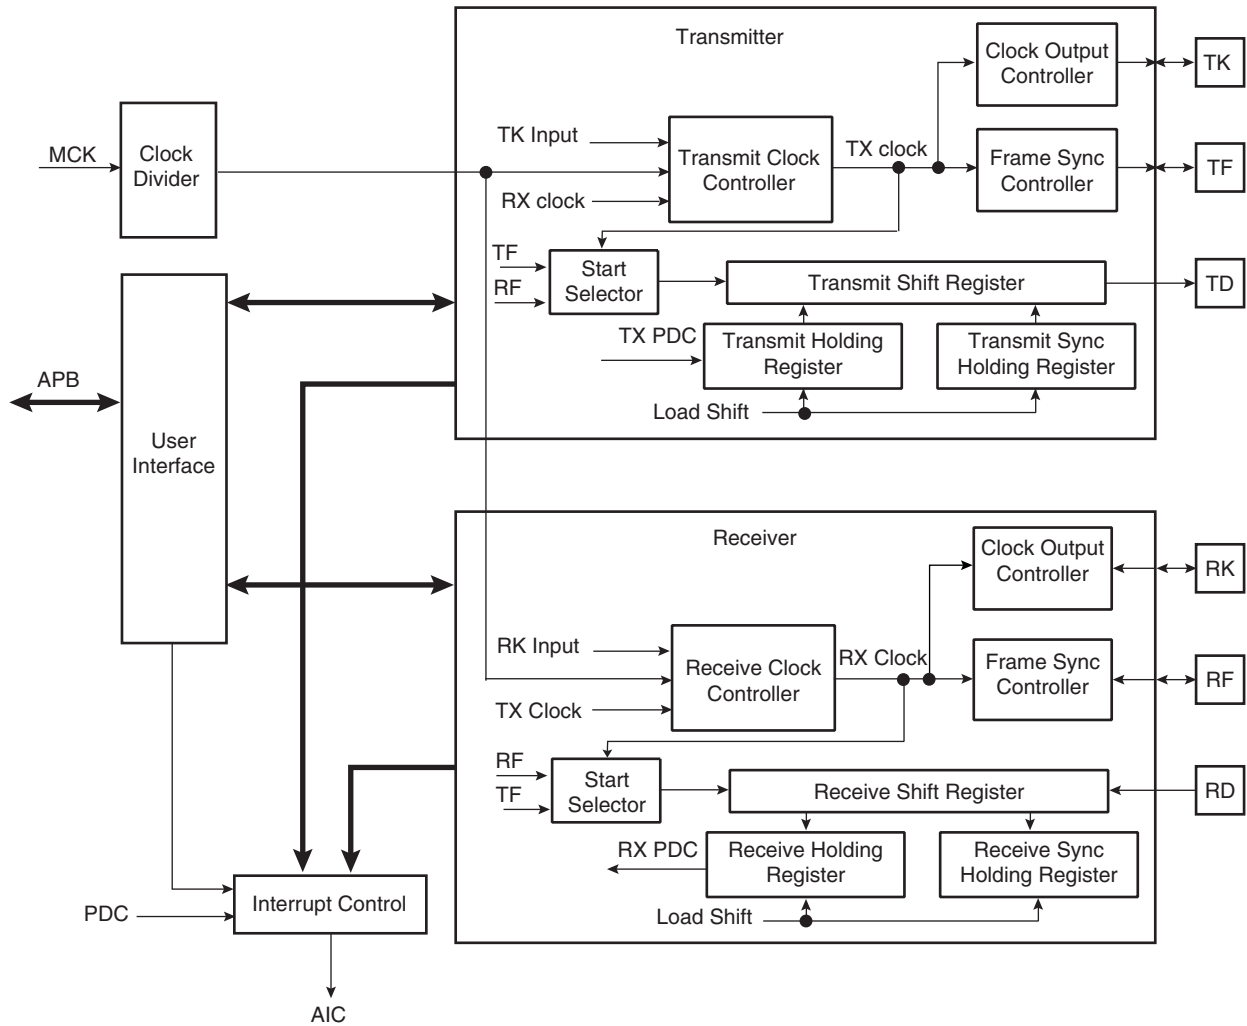 Transmitter
Clock Output
Controller
TK
MCK
Clock
Divider
TK Input
Transmit Clock
Controller
RX clock
TX clock
Frame Sync
Controller
TF
TF
RF
Start
Selector
Transmit Shift Register
TD
TX PDC
Transmit Holding
Register
Transmit Sync
Holding Register
Load Shift
APB
User
Interface
Receiver
Clock Output
Controller
RK
RK Input
Receive Clock
Controller
TX Clock
RX Clock
Frame Sync
Controller
RF
RF
TF
Start
Selector
Receive Shift Register
RD
RX PDC
Receive Holding
Register
Receive Sync
Holding Register
Load Shift
PDC
Interrupt Control
AIC